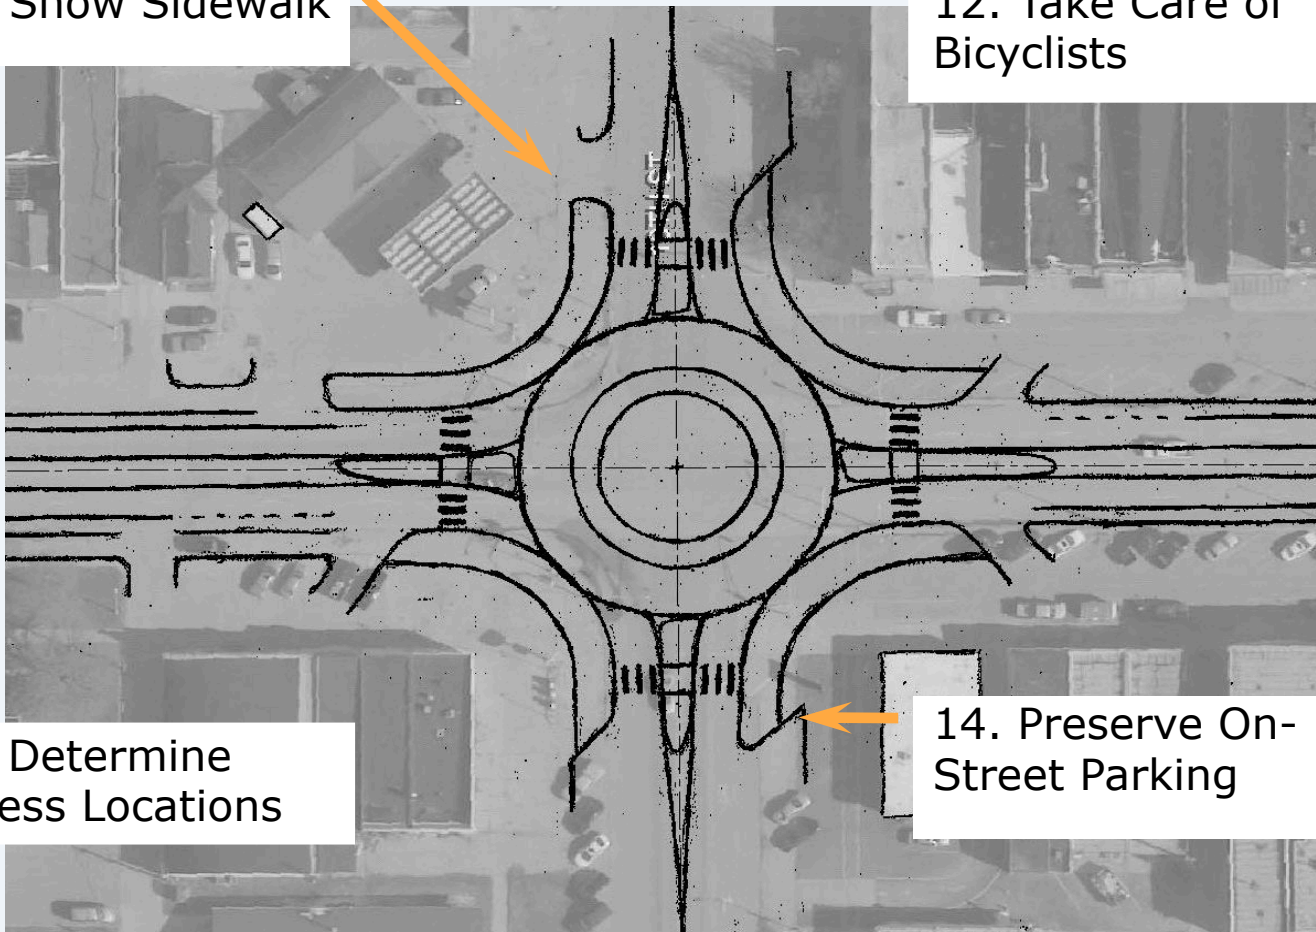 Show Sidewalk
12. Take Care of
Bicyclists
14. Preserve On-
Street Parking
Determine
ess Locations